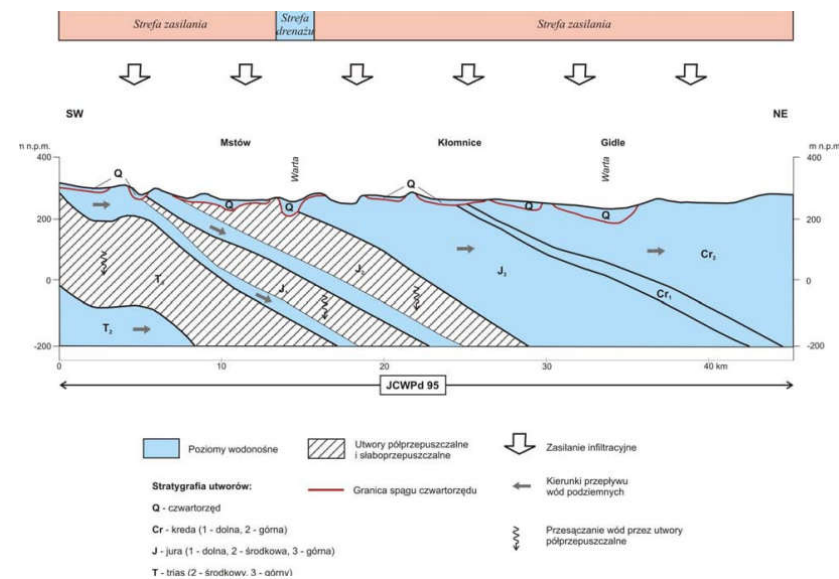 Strefa zasilania
Strefa
drenażu
Strefa zasilania
SW
NE
Mstów
Warta
Kłomnice
Gidle
Warta
m n.p.m.
m n.p.m.
400
400
Q
Q
200
200
Q
Q
Q
Q
J₃
Cr₂
0
0
T₃
J₁
Cr₁
T₂
-200
-200
0
10
20
30
40 km
JCWPd 95
Poziomy wodonośne
Utwory półprzepuszczalne
i słaboprzepuszczalne
Zasilanie infiltracyjne
Stratygrafia utworów:
Granica spągu czwartorzędu
Kierunki przepływu
wód podziemnych
Q - czwartorzęd
Cr - kreda (1 - dolna, 2 - górna)
J - jura (1 - dolna, 2 - środkowa, 3 - górna)
Przesączanie wód przez utwory
półprzepuszczalne
T - trias (2 - środkowy, 3 - górny)